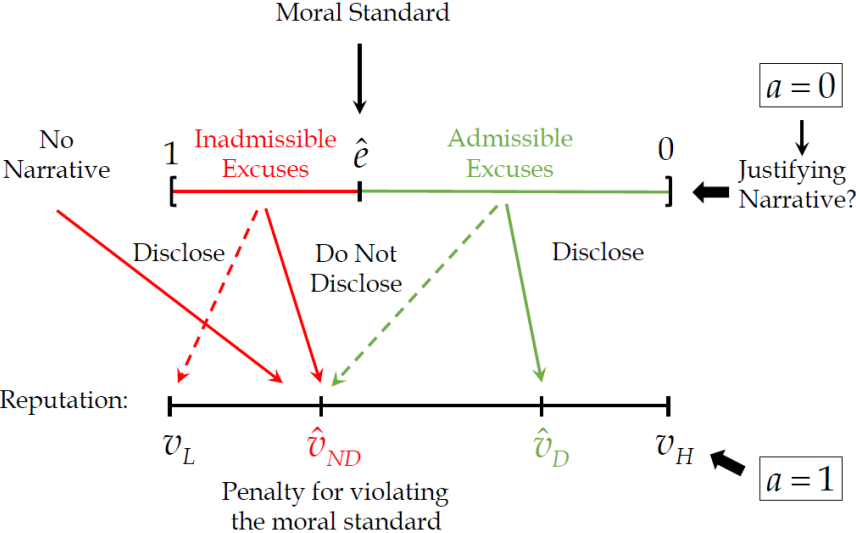 Moral Standard
a = 0
No
Narrative
1
Inadmissible
Excuses
ê
Admissible
Excuses
0
Justifying
Narrative?
Disclose
Do Not
Disclose
Disclose
Reputation:
v_L
v̂_ND
v̂_D
v_H
Penalty for violating
the moral standard
a = 1